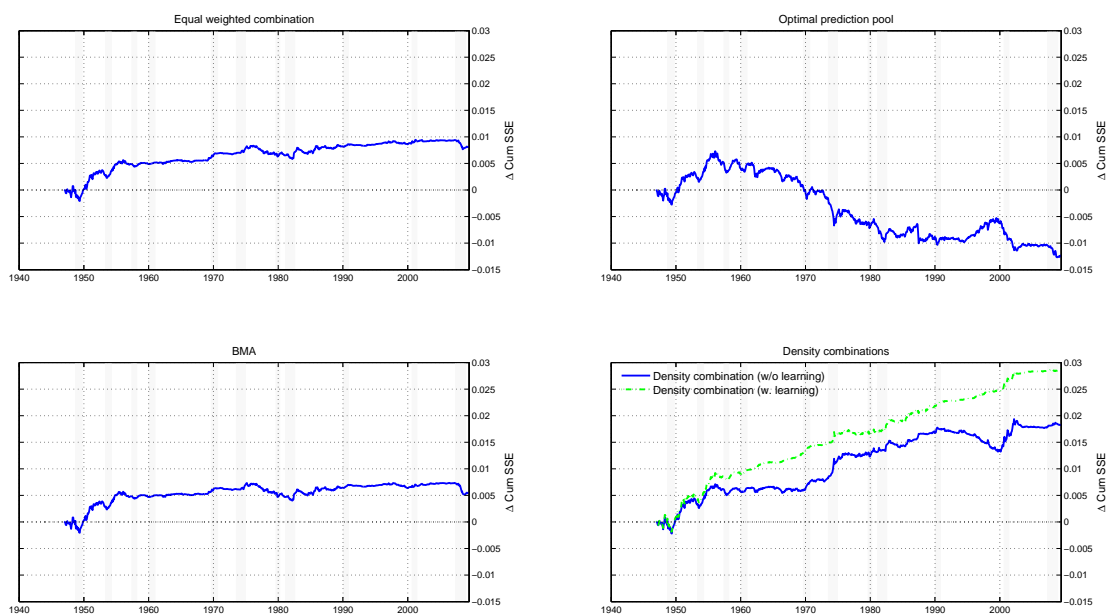 Equal weighted combination
0.03
0.025
0.02
0.015
0.010
0.005
0
−0.005
−0.01
−0.015
Δ Cum SSE
1940 1950 1960 1970 1980 1990 2000
Optimal prediction pool
0.03
0.025
0.02
0.015
0.010
0.005
0
−0.005
−0.01
−0.015
Δ Cum SSE
1940 1950 1960 1970 1980 1990 2000
BMA
0.03
0.025
0.02
0.015
0.010
0.005
0
−0.005
−0.01
−0.015
Δ Cum SSE
1940 1950 1960 1970 1980 1990 2000
Density combinations
Density combination (w/o learning)
Density combination (w. learning)
0.03
0.025
0.02
0.015
0.010
0.005
0
−0.005
−0.01
−0.015
Δ Cum SSE
1940 1950 1960 1970 1980 1990 2000